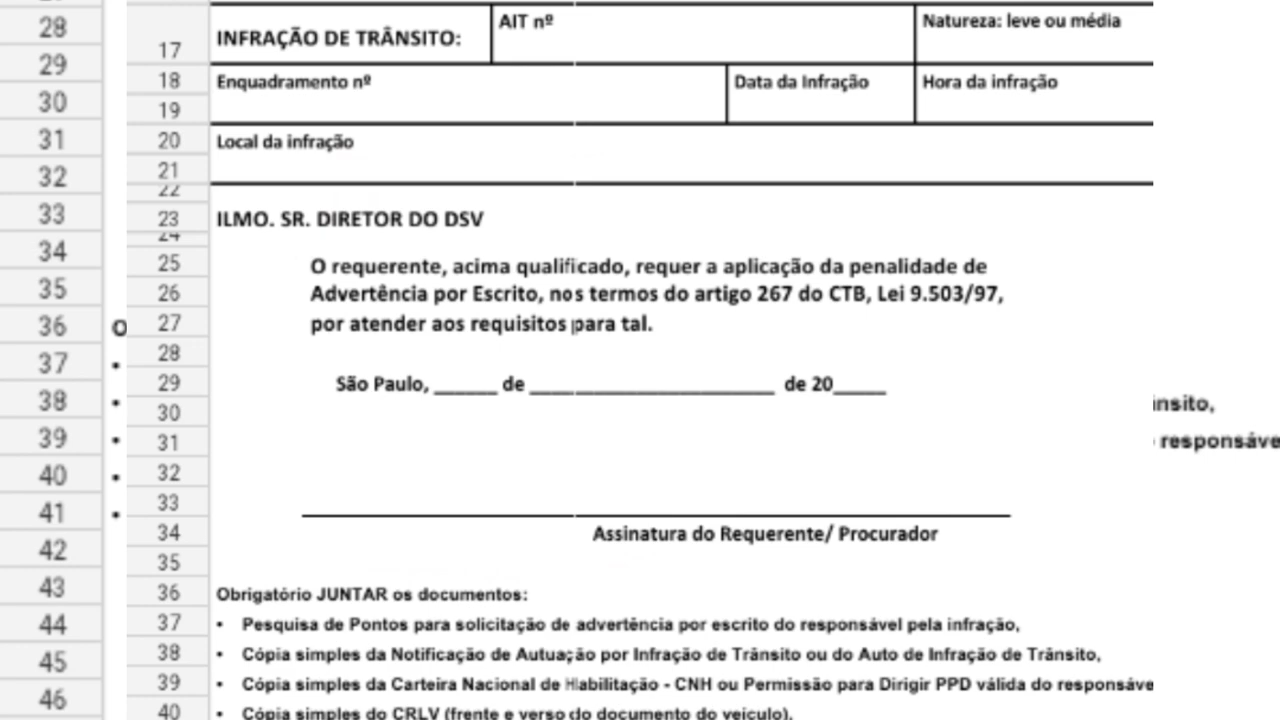 28
29
30
31
32
33
34
35
36 O
37 •
38 •
39 •
40 •
41 •
42
43
44
45
46
17 INFRAÇÃO DE TRÂNSITO: AIT nº Natureza: leve ou média
18 Enquadramento nº Data da Infração Hora da infração
19
20 Local da infração
21
22
23 ILMO. SR. DIRETOR DO DSV
24
25 O requerente, acima qualificado, requer a aplicação da penalidade de
26 Advertência por Escrito, nos termos do artigo 267 do CTB, Lei 9.503/97,
27 por atender aos requisitos para tal.
28
29 São Paulo, ______ de _______________________ de 20_____
30
31
32
33
34 Assinatura do Requerente/ Procurador
35
36 Obrigatório JUNTAR os documentos:
37 • Pesquisa de Pontos para solicitação de advertência por escrito do responsável pela infração,
38 • Cópia simples da Notificação de Autuação por Infração de Trânsito ou do Auto de Infração de Trânsito,
39 • Cópia simples da Carteira Nacional de Habilitação - CNH ou Permissão para Dirigir PPD válida do responsáve
40 • Cópia simples do CRLV (frente e verso do documento do veículo),
insito,
responsáve